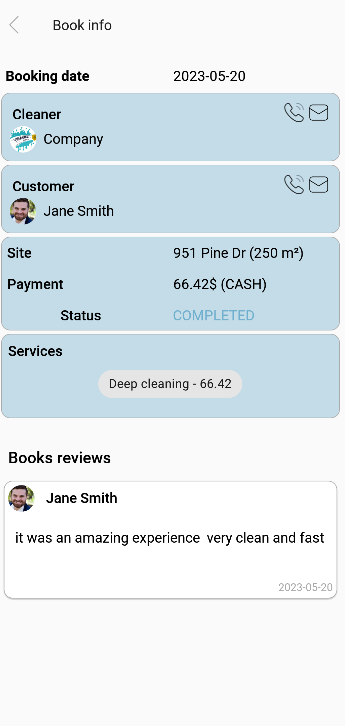 Book info
Booking date 2023-05-20
Cleaner
Company
Customer
Jane Smith
Site 951 Pine Dr (250 m²)
Payment 66.42$ (CASH)
Status COMPLETED
Services
Deep cleaning - 66.42
Books reviews
Jane Smith
it was an amazing experience  very clean and fast
2023-05-20